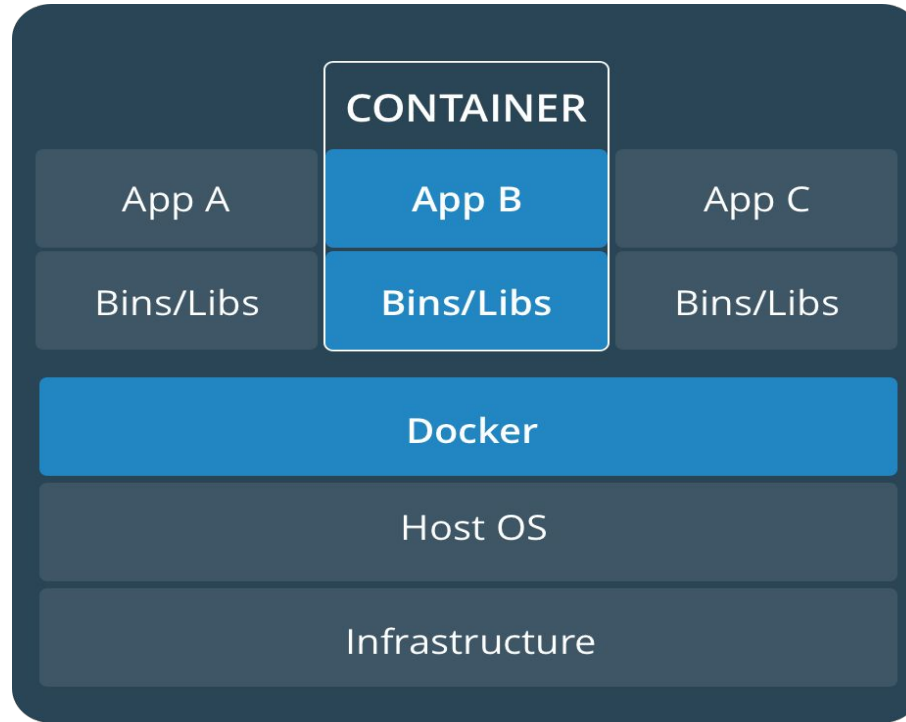 CONTAINER
App A
App B
App C
Bins/Libs
Bins/Libs
Bins/Libs
Docker
Host OS
Infrastructure